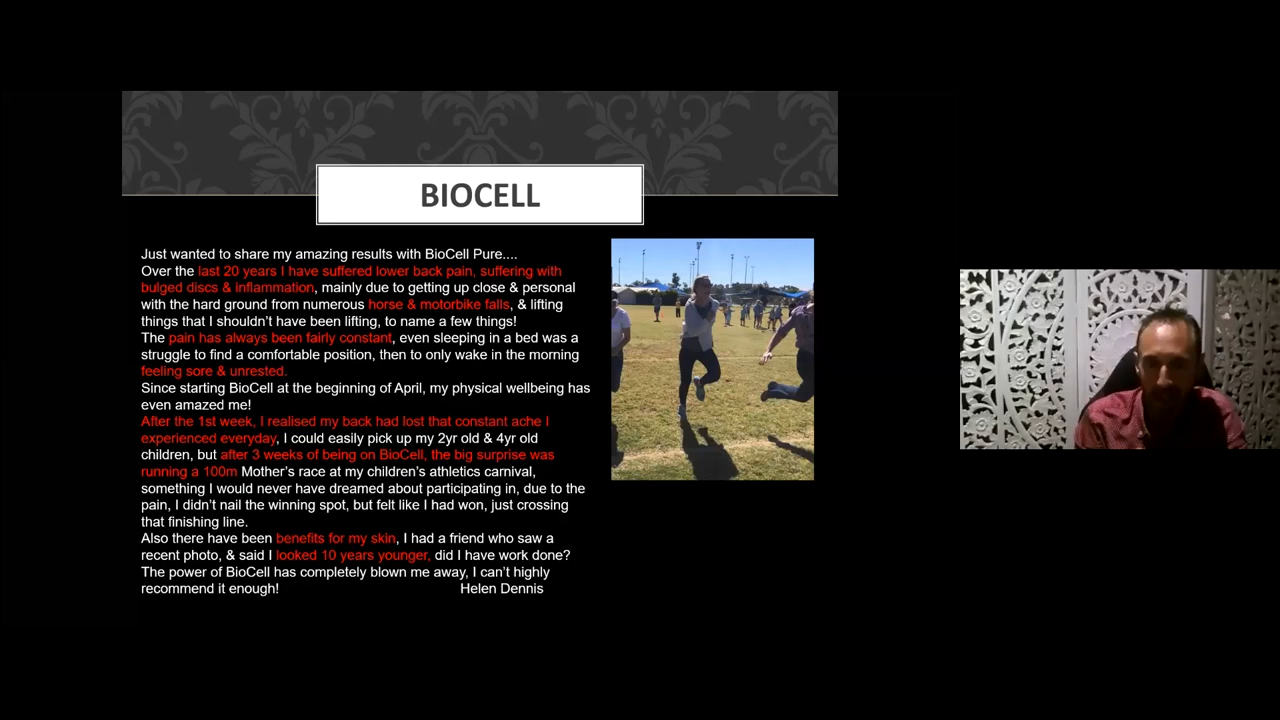 BIOCELL
Just wanted to share my amazing results with BioCell Pure....
Over the last 20 years I have suffered lower back pain, suffering with
bulged discs & inflammation, mainly due to getting up close & personal
with the hard ground from numerous horse & motorbike falls, & lifting
things that I shouldn't have been lifting, to name a few things!
The pain has always been fairly constant, even sleeping in a bed was a
struggle to find a comfortable position, then to only wake in the morning
feeling sore & unrested.
Since starting BioCell at the beginning of April, my physical wellbeing has
even amazed me!
After the 1st week, I realised my back had lost that constant ache I
experienced everyday, I could easily pick up my 2yr old & 4yr old
children, but after 3 weeks of being on BioCell, the big surprise was
running a 100m Mother's race at my children's athletics carnival,
something I would never have dreamed about participating in, due to the
pain, I didn't nail the winning spot, but felt like I had won, just crossing
that finishing line.
Also there have been benefits for my skin, I had a friend who saw a
recent photo, & said I looked 10 years younger, did I have work done?
The power of BioCell has completely blown me away, I can't highly
recommend it enough! Helen Dennis